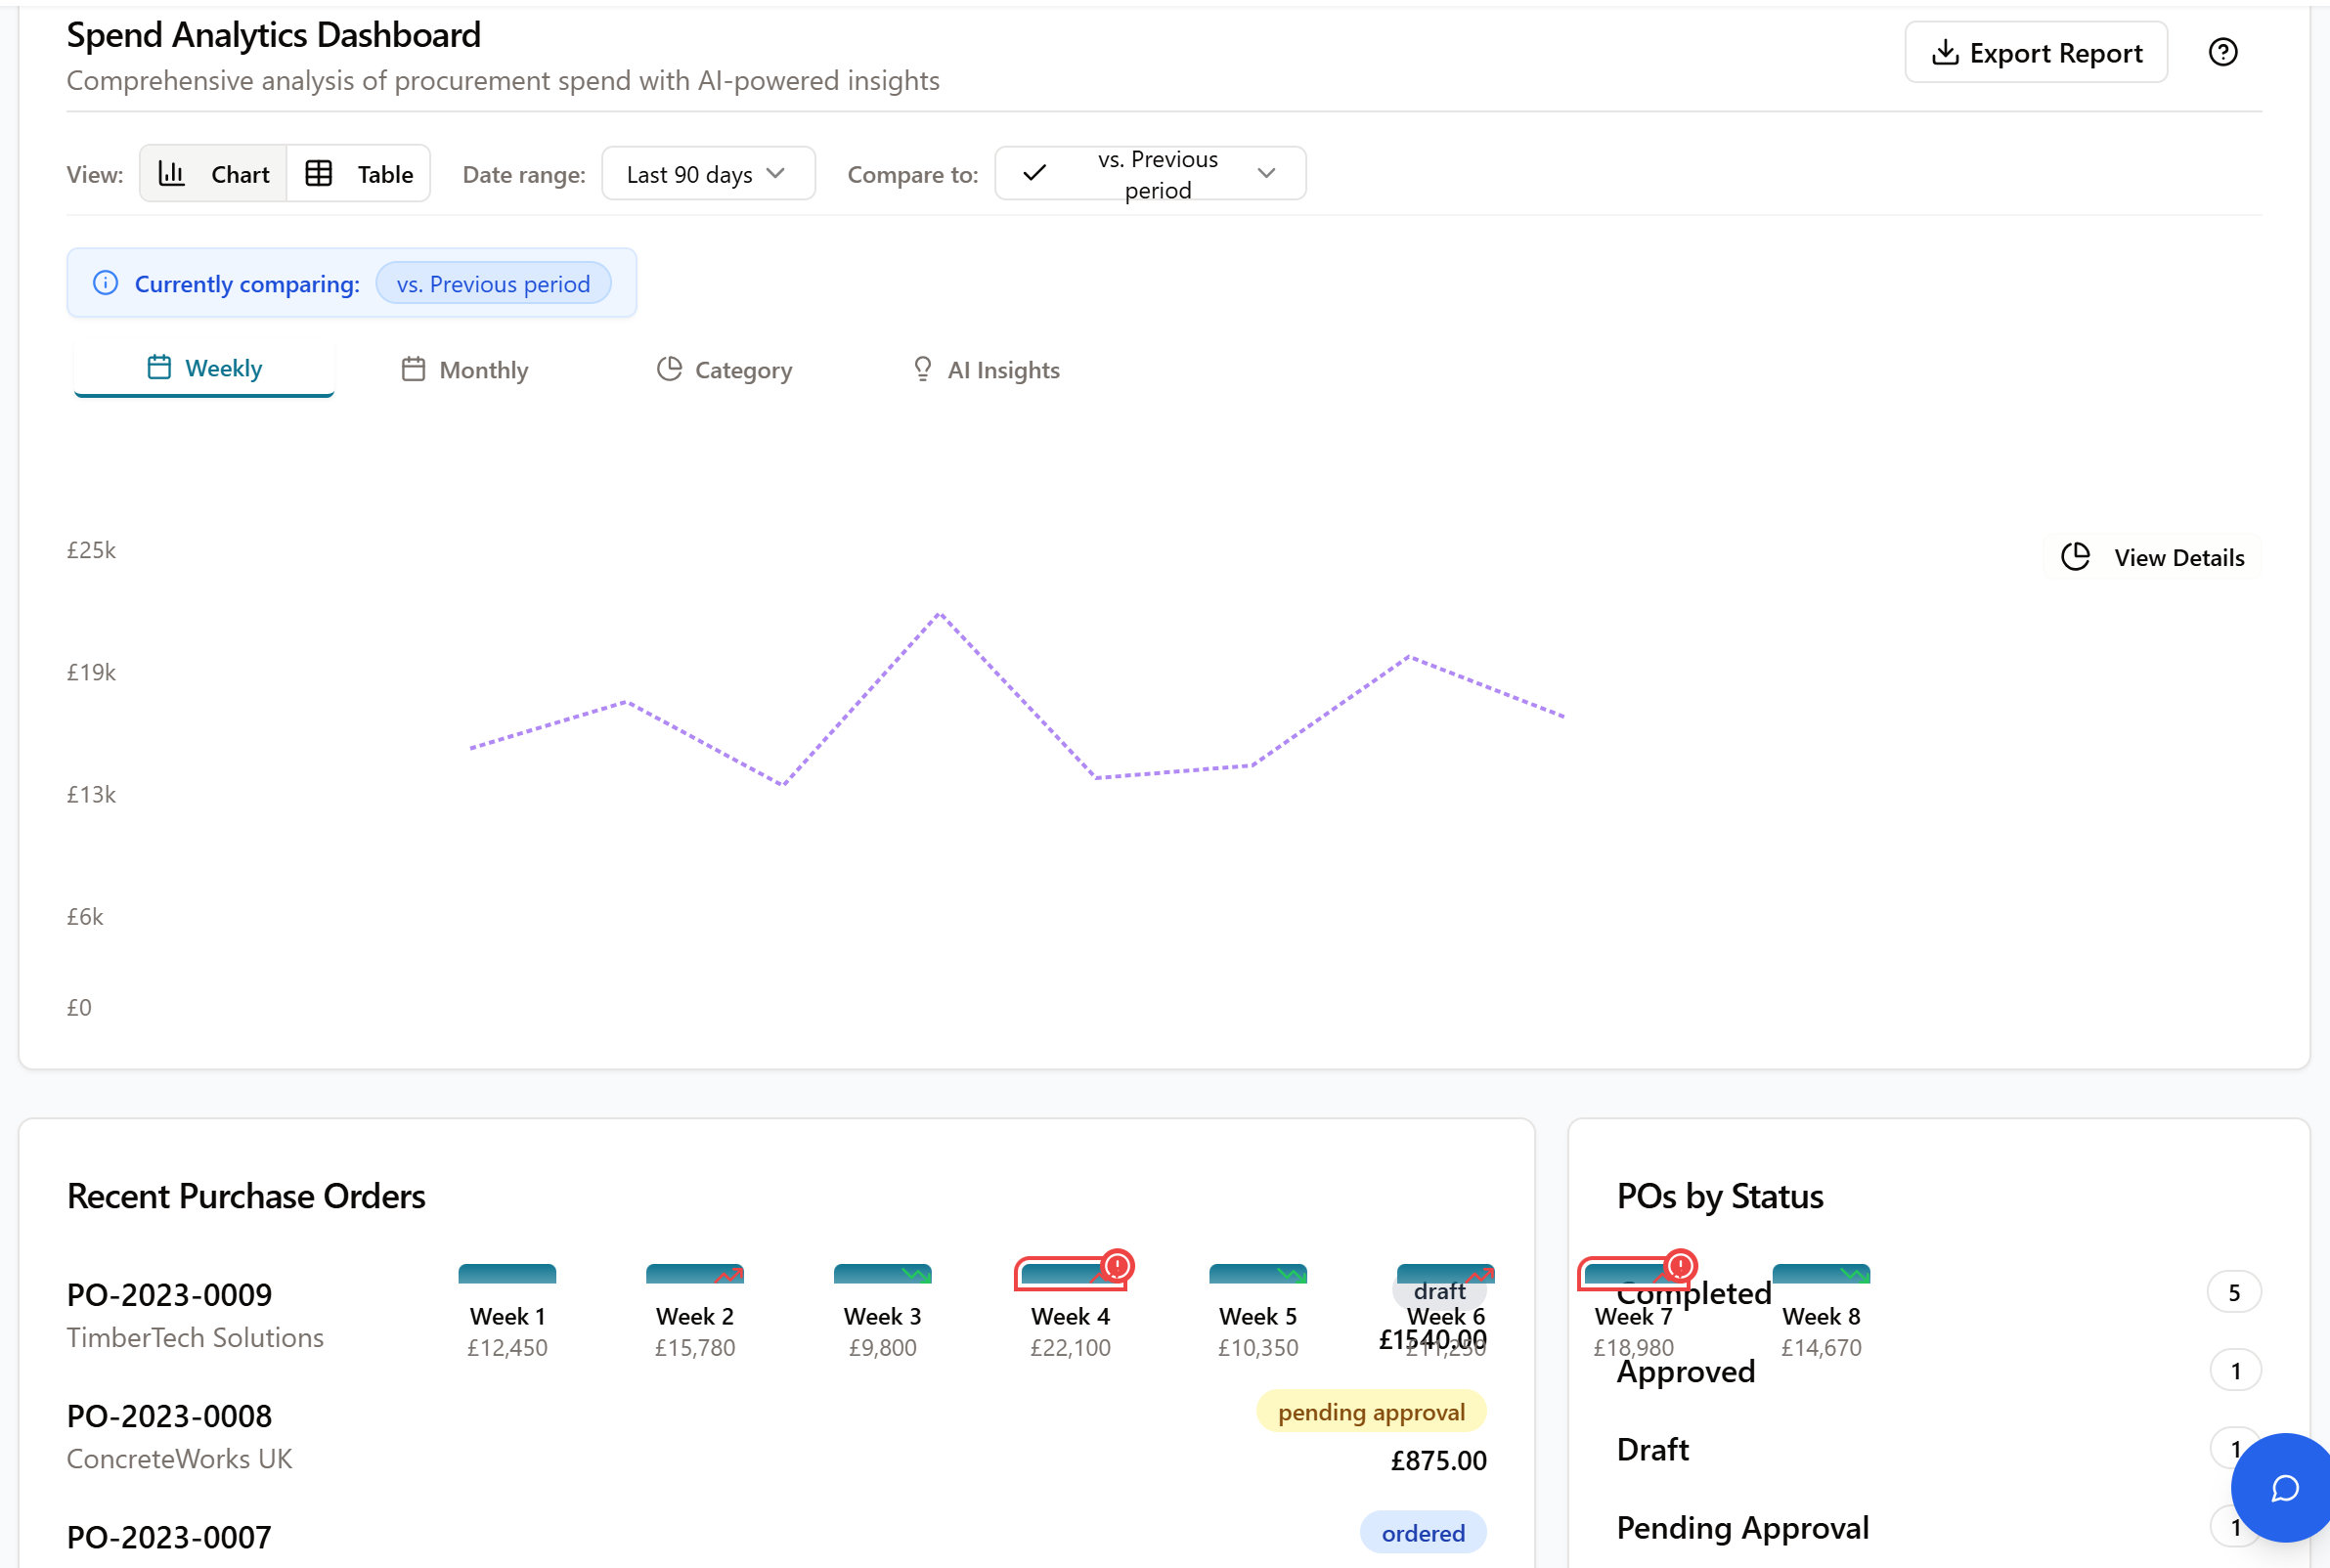 Spend Analytics Dashboard
Comprehensive analysis of procurement spend with AI-powered insights
Export Report
View:
Chart
Table
Date range:
Last 90 days
Compare to:
vs. Previous
period
Currently comparing:
vs. Previous period
Weekly
Monthly
Category
AI Insights
£25k
View Details
£19k
£13k
£6k
£0
Recent Purchase Orders
PO-2023-0009
TimberTech Solutions
draft
£1540.00
PO-2023-0008
ConcreteWorks UK
pending approval
£875.00
PO-2023-0007
ordered
Week 1
£12,450
Week 2
£15,780
Week 3
£9,800
Week 4
£22,100
Week 5
£10,350
Week 6
£11,250
Week 7
£18,980
Week 8
£14,670
POs by Status
Completed
5
Approved
1
Draft
1
Pending Approval
1